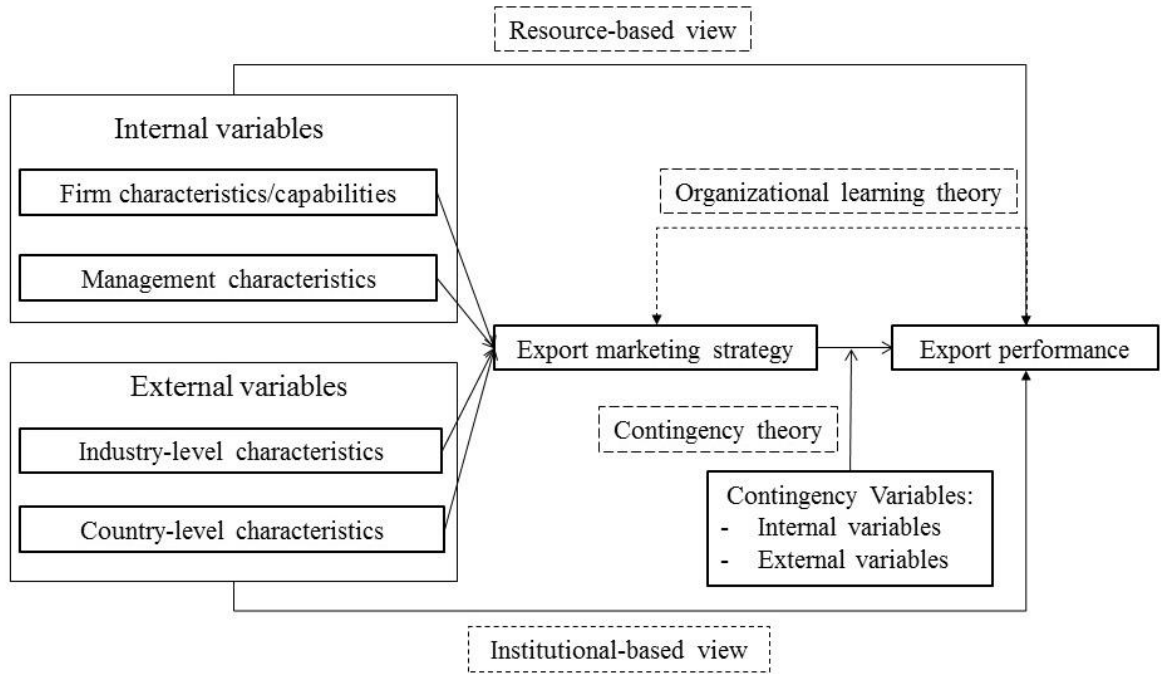 Resource-based view
Internal variables
Firm characteristics/capabilities
Management characteristics
Organizational learning theory
Export marketing strategy
Export performance
External variables
Industry-level characteristics
Country-level characteristics
Contingency theory
Contingency Variables:
- Internal variables
- External variables
Institutional-based view